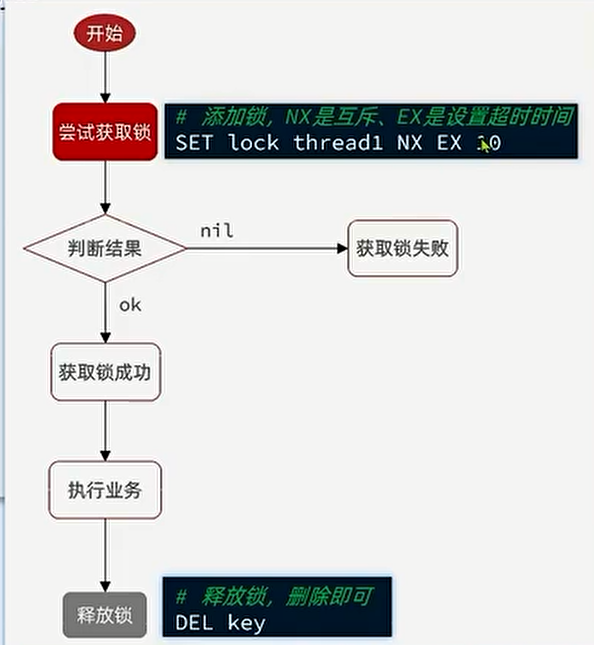 开始
尝试获取锁
# 添加锁，NX是互斥、EX是设置超时时间
SET lock thread1 NX EX 10
判断结果
nil
获取锁失败
ok
获取锁成功
执行业务
释放锁
# 释放锁，删除即可
DEL key